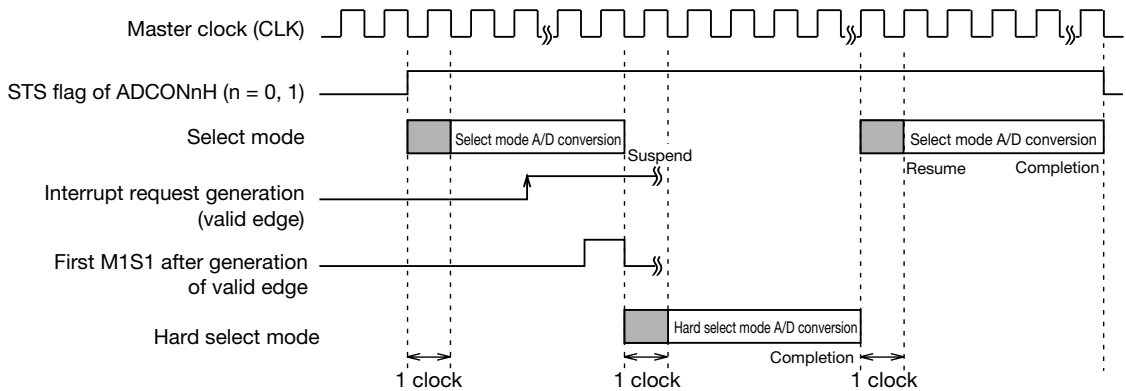 Master clock (CLK)
STS flag of ADCONnH (n = 0, 1)
Select mode
Select mode A/D conversion
Select mode A/D conversion
Suspend
Resume
Completion
Interrupt request generation
(valid edge)
First M1S1 after generation
of valid edge
Hard select mode
Hard select mode A/D conversion
Completion
1 clock
1 clock
1 clock